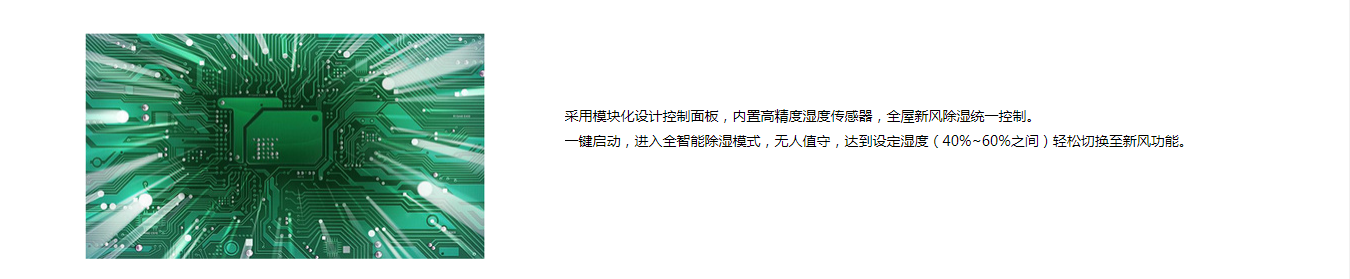 采用模块化设计控制面板，内置高精度湿度传感器，全屋新风除湿统一控制。
一键启动，进入全智能除湿模式，无人值守，达到设定湿度（40%~60%之间）轻松切换至新风功能。